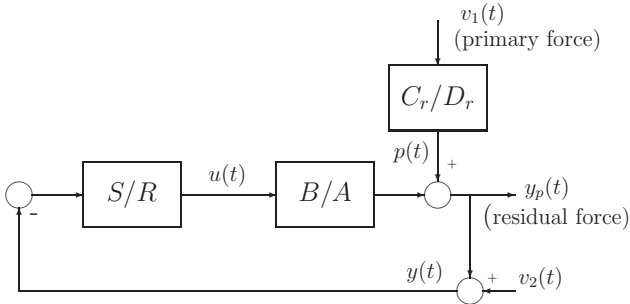 v₁(t)
(primary force)
Cᵣ/Dᵣ
p(t)
+
S/R
u(t)
B/A
yₚ(t)
(residual force)
-
y(t)
+
v₂(t)